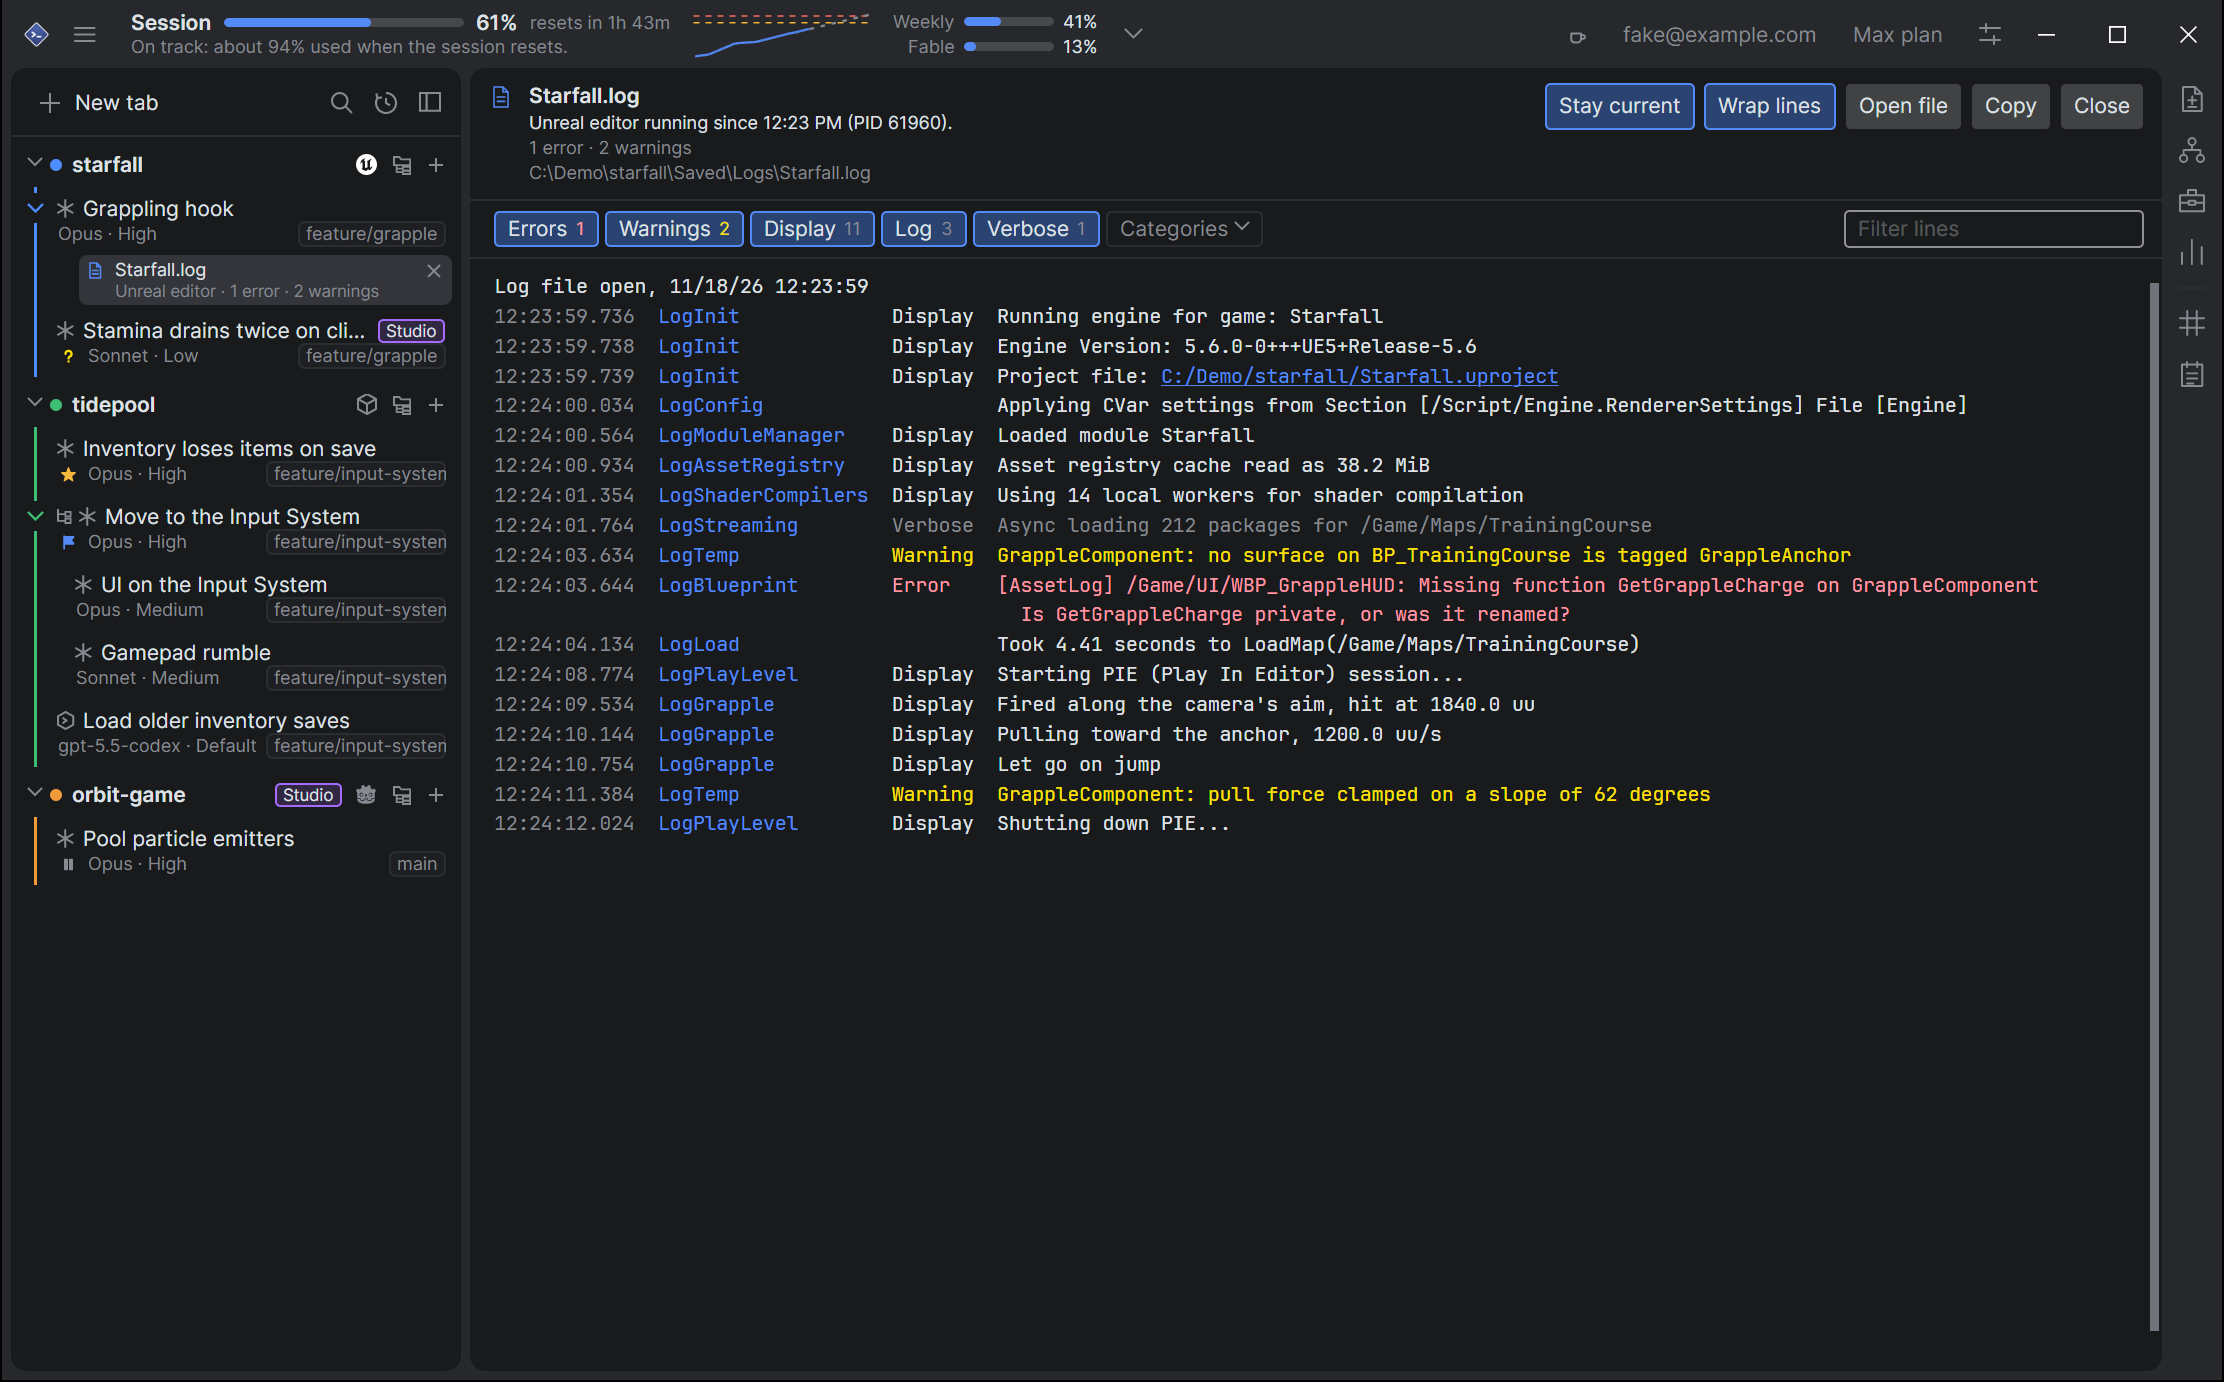 Session 61% resets in 1h 43m
On track: about 94% used when the session resets.
Weekly 41%
Fable 13%
fake@example.com Max plan
New tab
starfall
Grappling hook
Opus · High feature/grapple
Starfall.log
Unreal editor · 1 error · 2 warnings
Stamina drains twice on cli... Studio
? Sonnet · Low feature/grapple
tidepool
Inventory loses items on save
Opus · High feature/input-system
Move to the Input System
Opus · High feature/input-system
UI on the Input System
Opus · Medium feature/input-system
Gamepad rumble
Sonnet · Medium feature/input-system
Load older inventory saves
gpt-5.5-codex · Default feature/input-system
orbit-game Studio
Pool particle emitters
Opus · High main
Starfall.log
Unreal editor running since 12:23 PM (PID 61960).
1 error · 2 warnings
C:\Demo\starfall\Saved\Logs\Starfall.log
Stay current Wrap lines Open file Copy Close
Errors 1 Warnings 2 Display 11 Log 3 Verbose 1 Categories Filter lines
Log file open, 11/18/26 12:23:59
12:23:59.736 LogInit Display Running engine for game: Starfall
12:23:59.738 LogInit Display Engine Version: 5.6.0-0+++UE5+Release-5.6
12:23:59.739 LogInit Display Project file: C:/Demo/starfall/Starfall.uproject
12:24:00.034 LogConfig Applying CVar settings from Section [/Script/Engine.RendererSettings] File [Engine]
12:24:00.564 LogModuleManager Display Loaded module Starfall
12:24:00.934 LogAssetRegistry Display Asset registry cache read as 38.2 MiB
12:24:01.354 LogShaderCompilers Display Using 14 local workers for shader compilation
12:24:01.764 LogStreaming Verbose Async loading 212 packages for /Game/Maps/TrainingCourse
12:24:03.634 LogTemp Warning GrappleComponent: no surface on BP_TrainingCourse is tagged GrappleAnchor
12:24:03.644 LogBlueprint Error [AssetLog] /Game/UI/WBP_GrappleHUD: Missing function GetGrappleCharge on GrappleComponent
Is GetGrappleCharge private, or was it renamed?
12:24:04.134 LogLoad Took 4.41 seconds to LoadMap(/Game/Maps/TrainingCourse)
12:24:08.774 LogPlayLevel Display Starting PIE (Play In Editor) session...
12:24:09.534 LogGrapple Display Fired along the camera's aim, hit at 1840.0 uu
12:24:10.144 LogGrapple Display Pulling toward the anchor, 1200.0 uu/s
12:24:10.754 LogGrapple Display Let go on jump
12:24:11.384 LogTemp Warning GrappleComponent: pull force clamped on a slope of 62 degrees
12:24:12.024 LogPlayLevel Display Shutting down PIE...